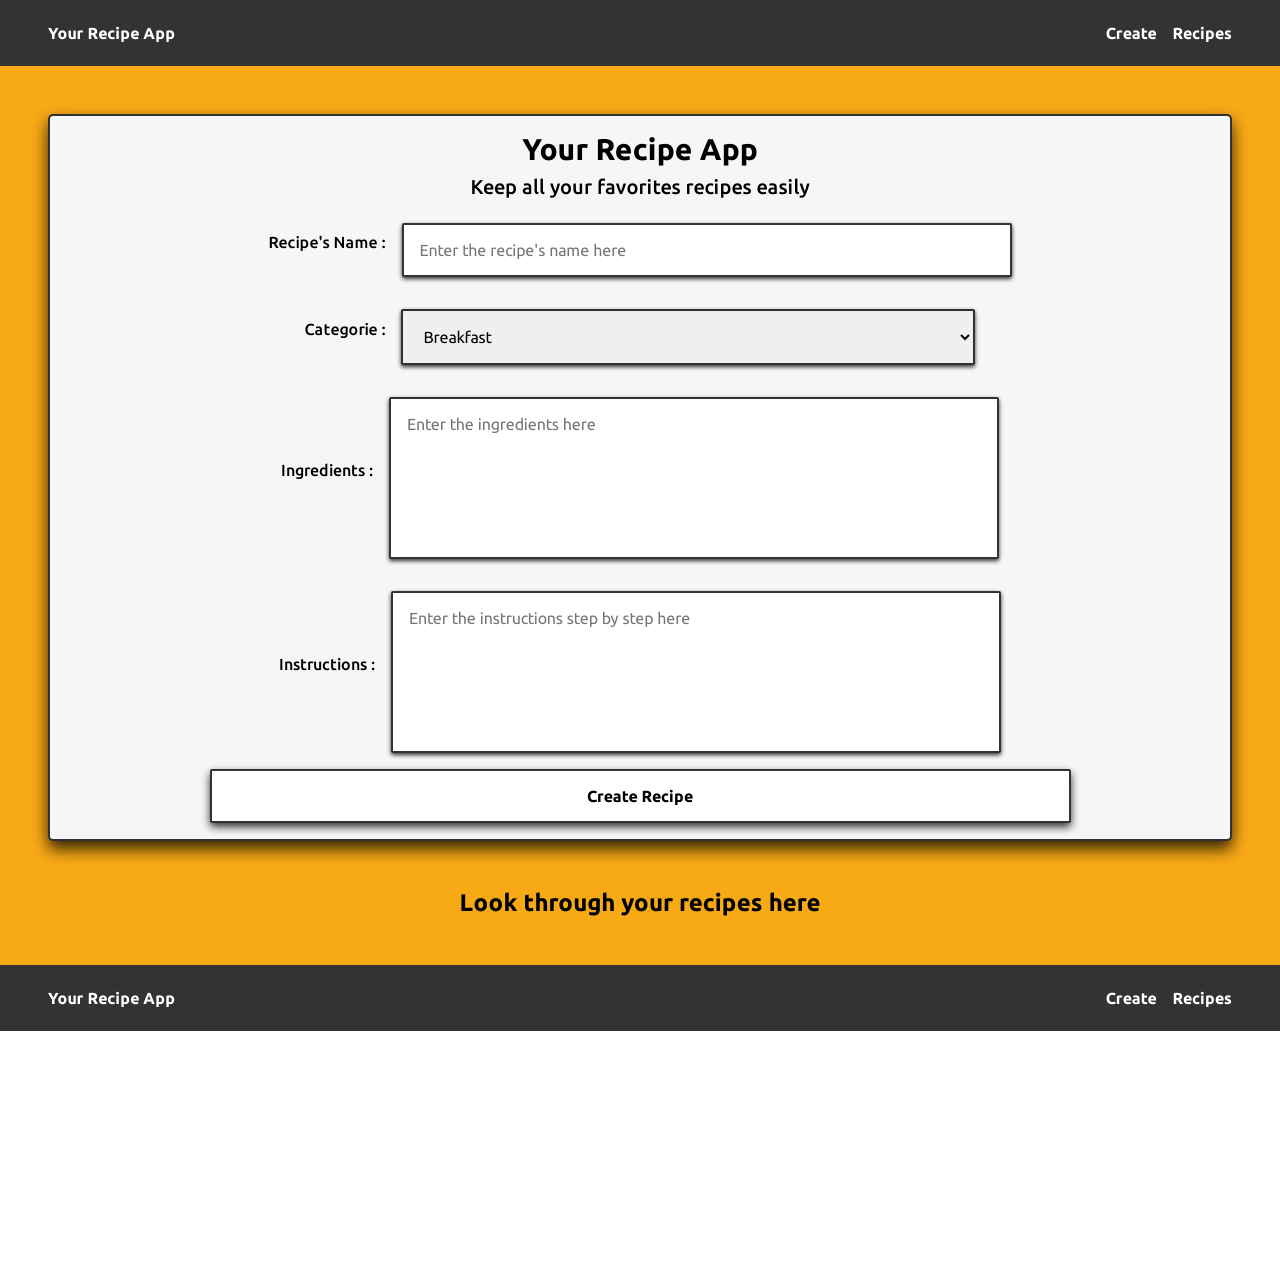 Your Recipe App
Create Recipes
Your Recipe App
Keep all your favorites recipes easily
Recipe's Name :
Enter the recipe's name here
Categorie :
Breakfast
Ingredients :
Enter the ingredients here
Instructions :
Enter the instructions step by step here
Create Recipe
Look through your recipes here
Your Recipe App
Create Recipes